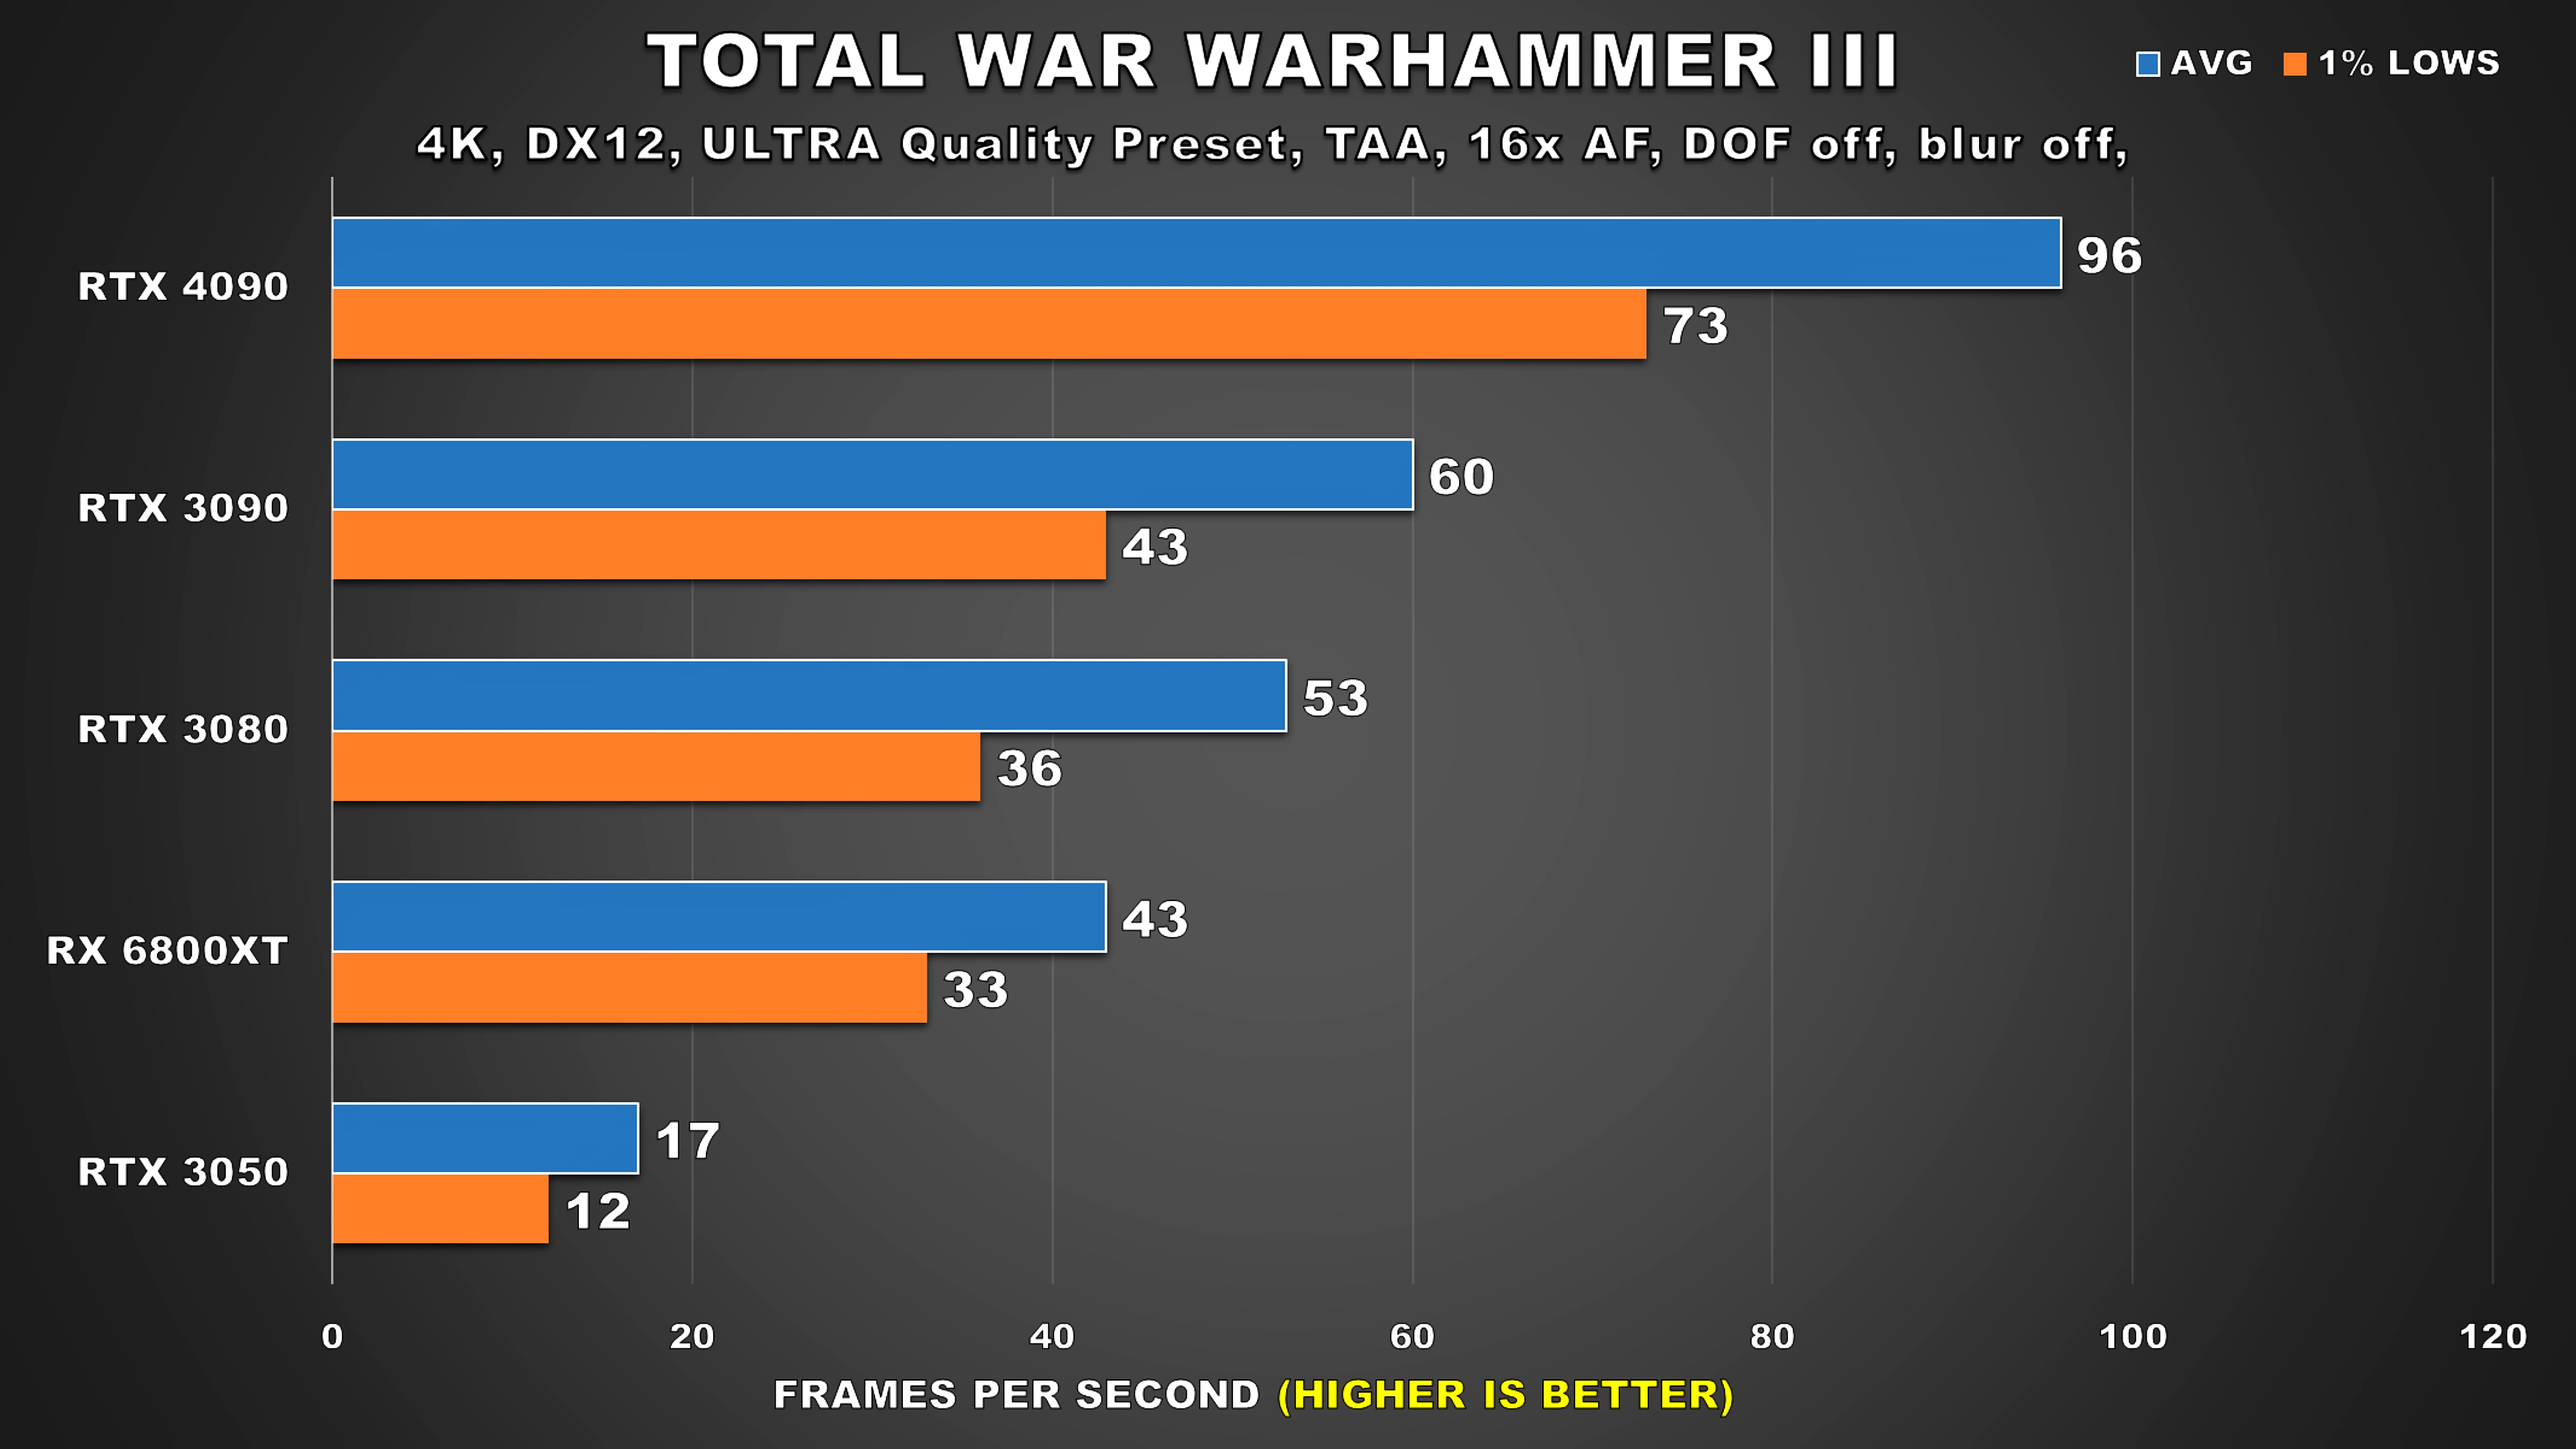 TOTAL WAR WARHAMMER III
AVG 1% LOWS
4K, DX12, ULTRA Quality Preset, TAA, 16x AF, DOF off, blur off,
RTX 4090
96
73
RTX 3090
60
43
RTX 3080
53
36
RX 6800XT
43
33
RTX 3050
17
12
0 20 40 60 80 100 120
FRAMES PER SECOND (HIGHER IS BETTER)